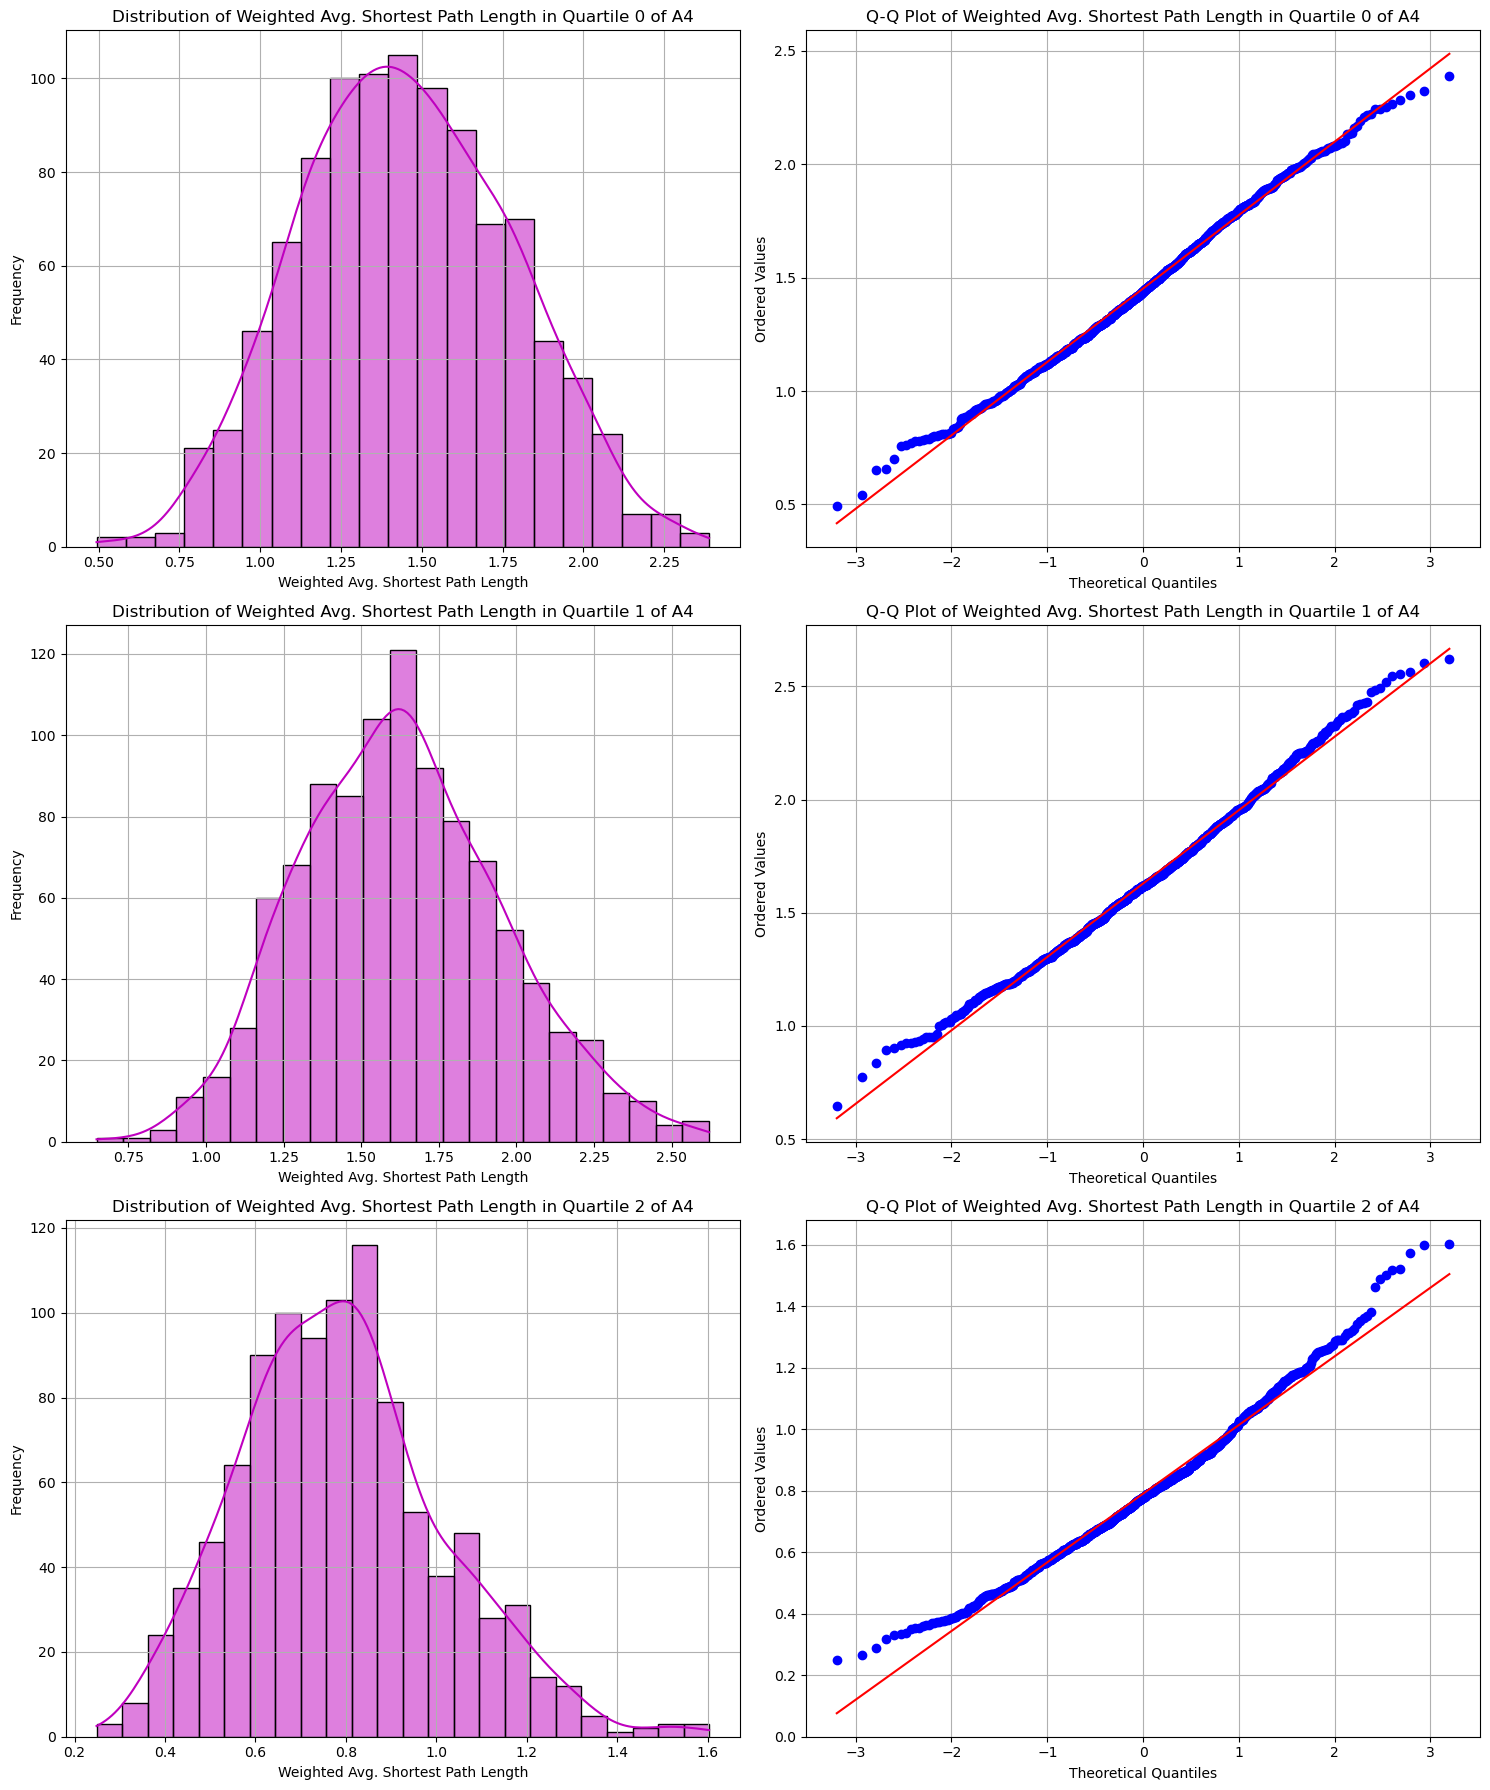 Distribution of Weighted Avg. Shortest Path Length in Quartile 0 of A4
Frequency
100
80
60
40
20
0
0.50 0.75 1.00 1.25 1.50 1.75 2.00 2.25
Weighted Avg. Shortest Path Length
Q-Q Plot of Weighted Avg. Shortest Path Length in Quartile 0 of A4
Ordered Values
2.5
2.0
1.5
1.0
0.5
−3 −2 −1 0 1 2 3
Theoretical Quantiles
Distribution of Weighted Avg. Shortest Path Length in Quartile 1 of A4
Frequency
120
100
80
60
40
20
0
0.75 1.00 1.25 1.50 1.75 2.00 2.25 2.50
Weighted Avg. Shortest Path Length
Q-Q Plot of Weighted Avg. Shortest Path Length in Quartile 1 of A4
Ordered Values
2.5
2.0
1.5
1.0
0.5
−3 −2 −1 0 1 2 3
Theoretical Quantiles
Distribution of Weighted Avg. Shortest Path Length in Quartile 2 of A4
Frequency
120
100
80
60
40
20
0
0.2 0.4 0.6 0.8 1.0 1.2 1.4 1.6
Weighted Avg. Shortest Path Length
Q-Q Plot of Weighted Avg. Shortest Path Length in Quartile 2 of A4
Ordered Values
1.6
1.4
1.2
1.0
0.8
0.6
0.4
0.2
0.0
−3 −2 −1 0 1 2 3
Theoretical Quantiles